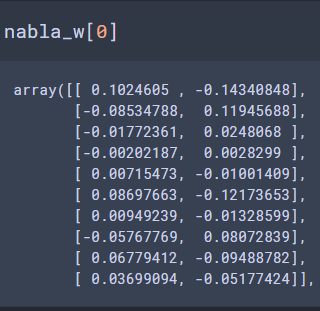 nabla_w[0]
array([[ 0.1024605 , -0.14340848],
[-0.08534788, 0.11945688],
[-0.01772361, 0.0248068 ],
[-0.00202187, 0.0028299 ],
[ 0.00715473, -0.01001409],
[ 0.08697663, -0.12173653],
[ 0.00949239, -0.01328599],
[-0.05767769, 0.08072839],
[ 0.06779412, -0.09488782],
[ 0.03699094, -0.05177424]],